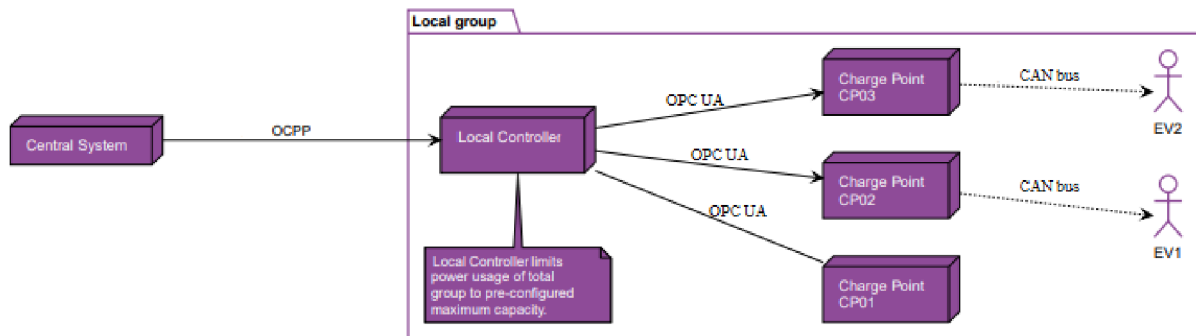 Local group
Charge Point
CP03
CAN bus
EV2
OPC UA
Central System
OCPP
Local Controller
OPC UA
Charge Point
CP02
CAN bus
EV1
OPC UA
Local Controller limits
power usage of total
group to pre-configured
maximum capacity.
Charge Point
CP01